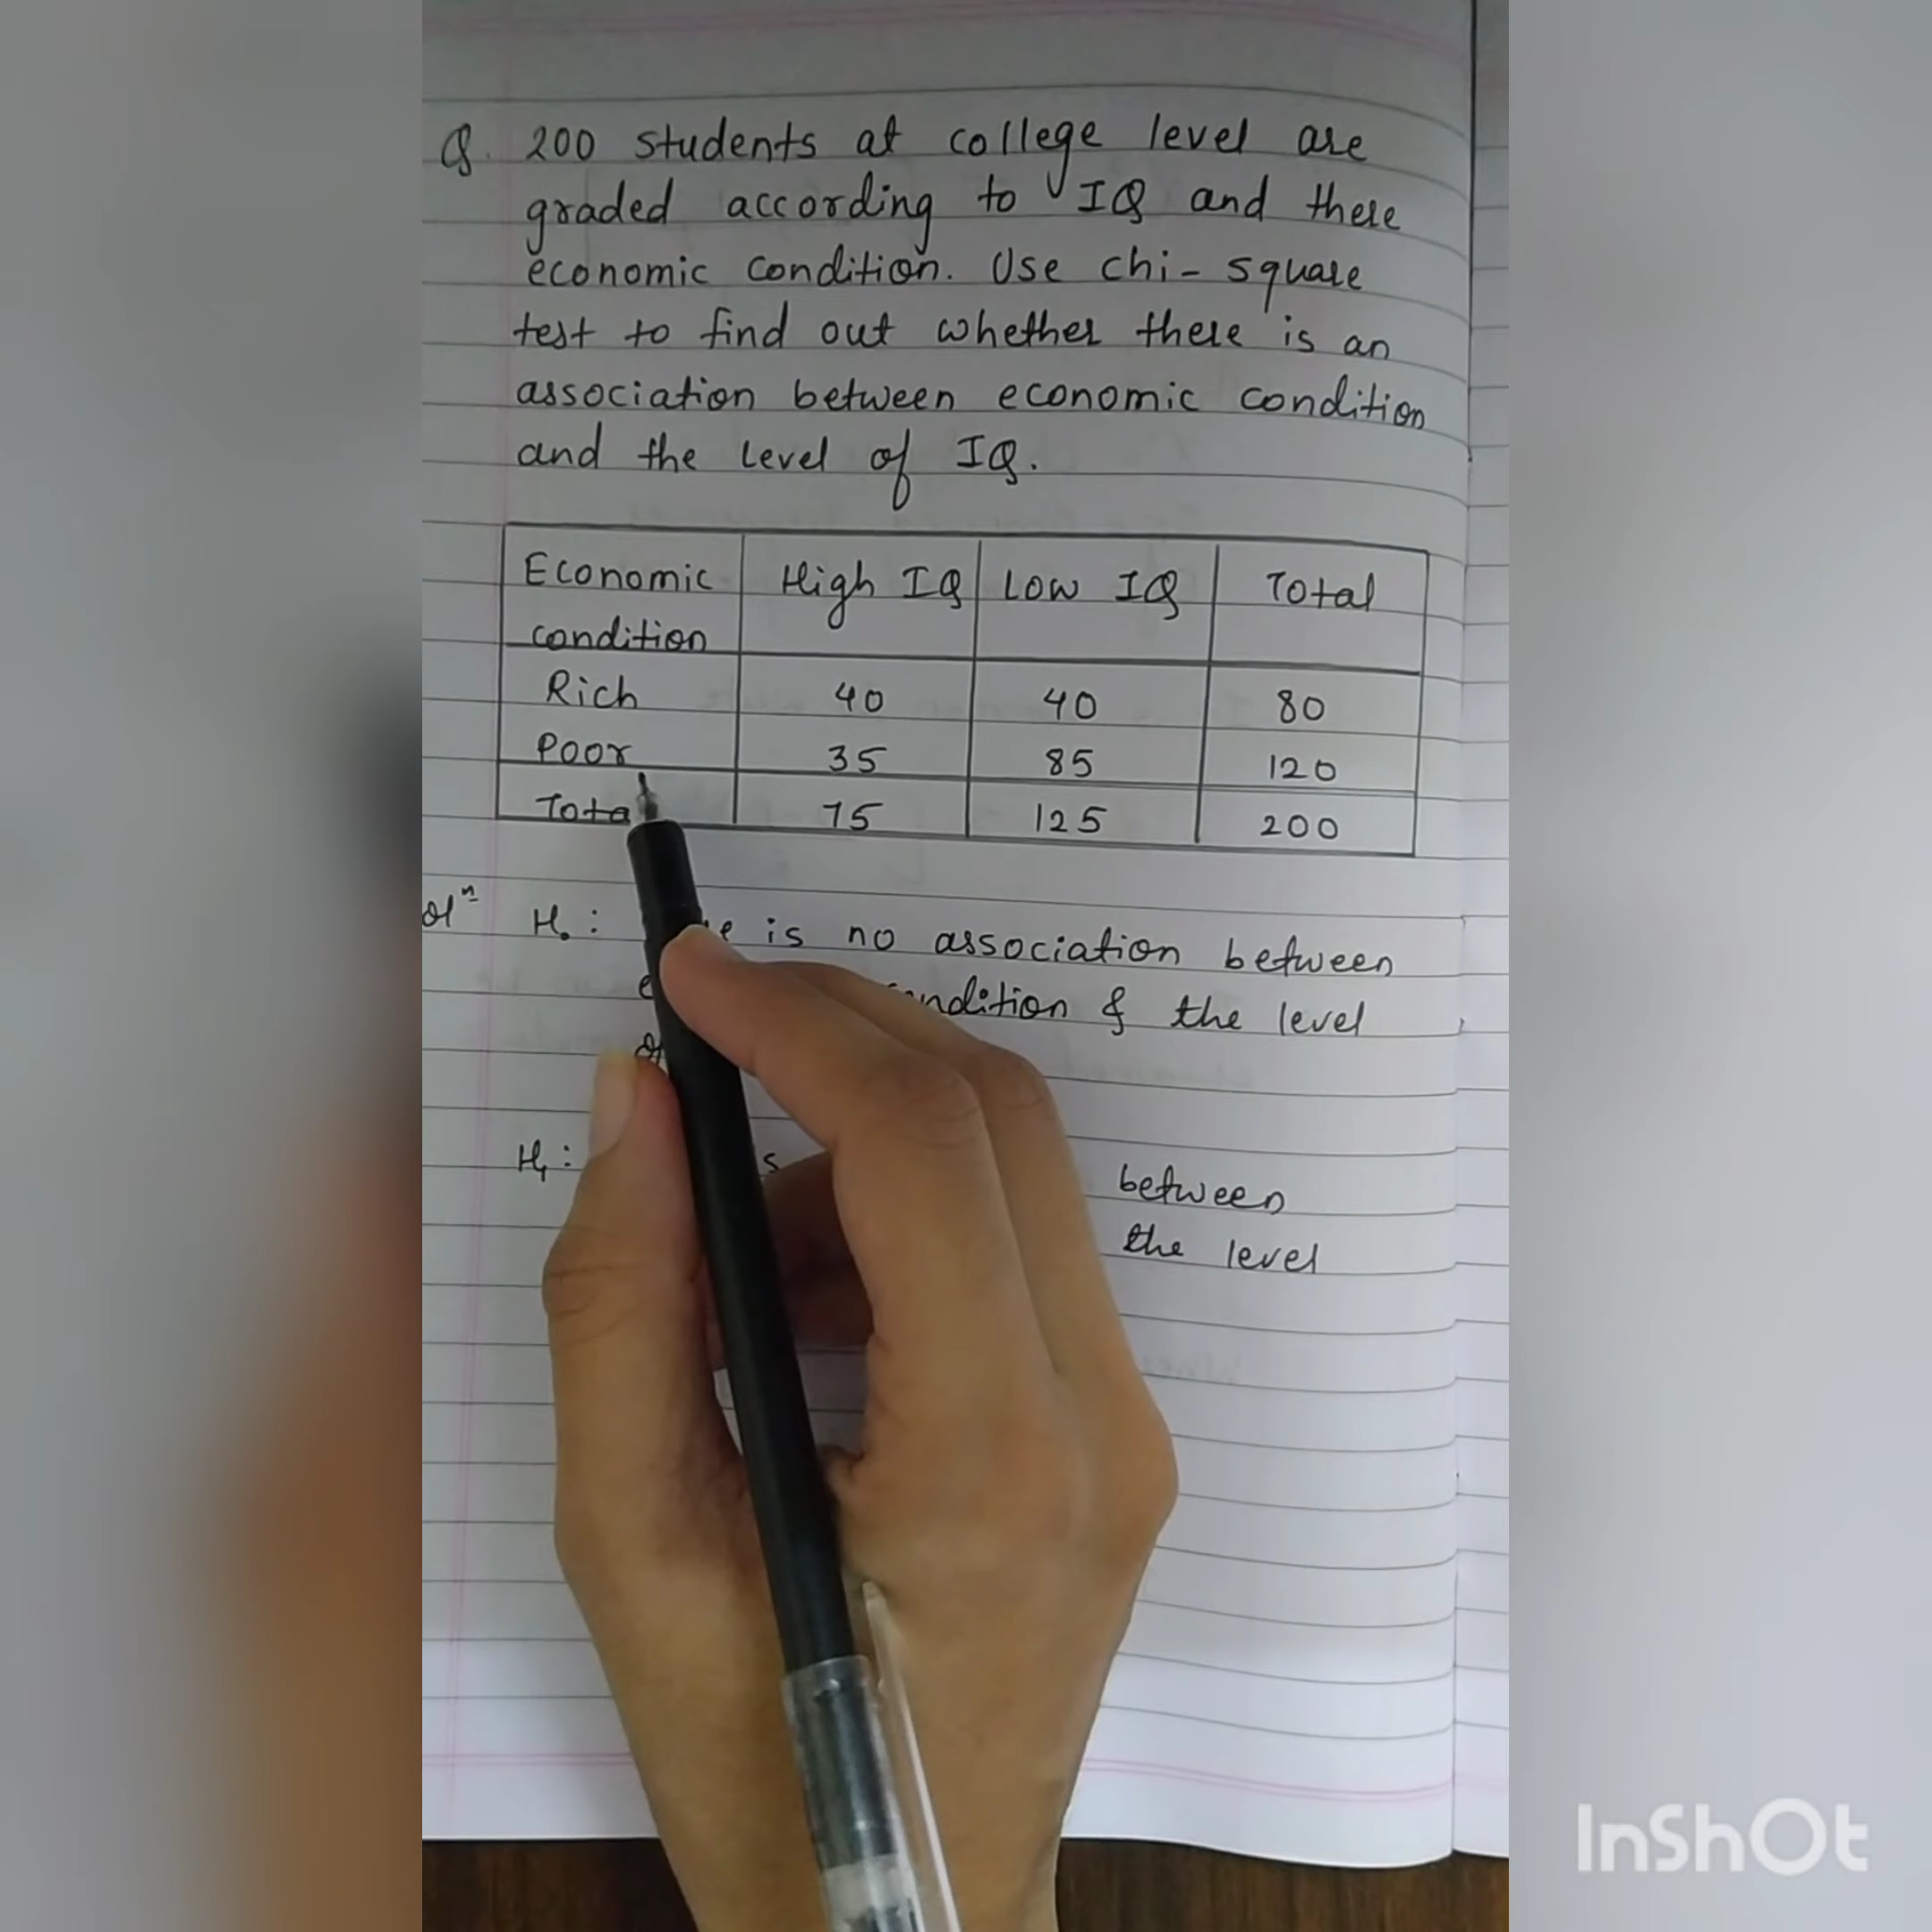 Q. 200 students at college level are
graded according to IQ and there
economic condition. Use chi-square
test to find out whether there is an
association between economic condition
and the level of IQ.
Economic condition High IQ Low IQ Total
Rich 40 40 80
Poor 35 85 120
75 125 200
Solⁿ H₀: is no association between
& the level
H₁: between
the level
InShOt